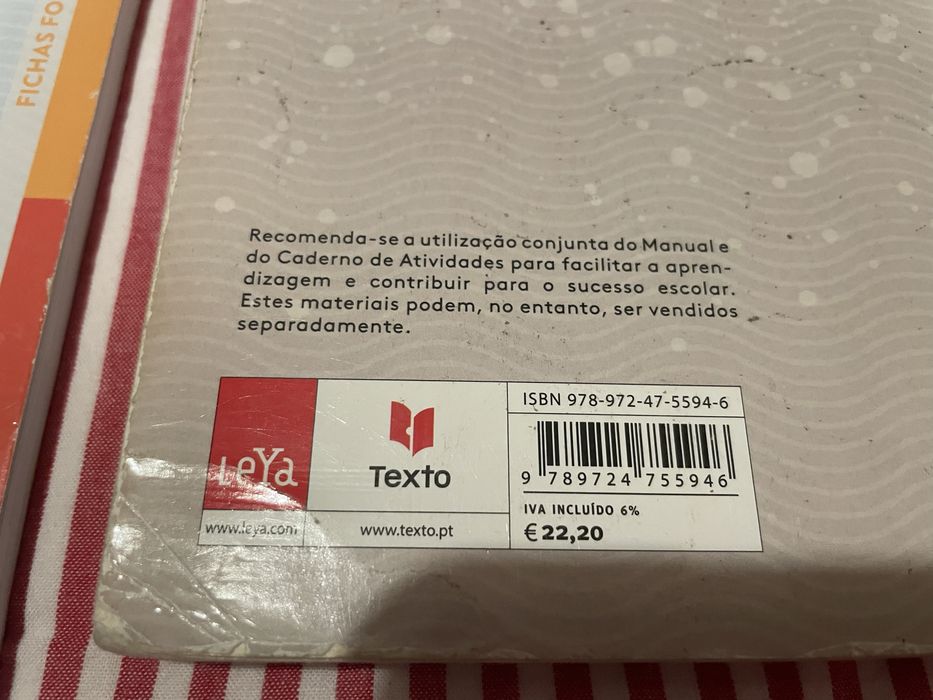 FICHAS FO
Recomenda-se a utilização conjunta do Manual e
do Caderno de Atividades para facilitar a apren-
dizagem e contribuir para o sucesso escolar.
Estes materiais podem, no entanto, ser vendidos
separadamente.
LeYa
Texto
www.leya.com
www.texto.pt
ISBN 978-972-47-5594-6
9 789724 755946
IVA INCLUÍDO 6%
€ 22,20